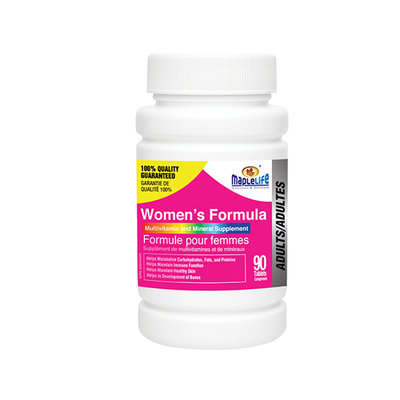 100% QUALITY
GUARANTEED
GARANTIE DE
QUALITÉ 100%
MapleLife
Women's Formula
Multivitamin and Mineral Supplement
Formule pour femmes
Supplément de multivitamines et de minéraux
Helps Metabolize Carbohydrates, Fats, and Proteins
Helps Maintain Immune Function
Helps Maintain Healthy Skin
Helps in Development of Bones
90
Tablets
Comprimés
ADULTS/ADULTES